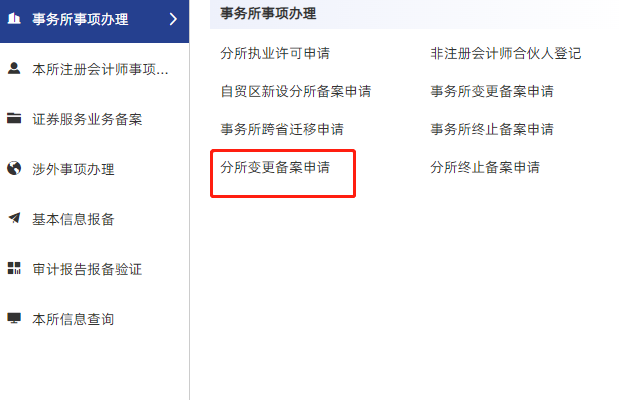 事务所事项办理
本所注册会计师事项...
证券服务业务备案
涉外事项办理
基本信息报备
审计报告报备验证
本所信息查询
事务所事项办理
分所执业许可申请 非注册会计师合伙人登记
自贸区新设分所备案申请 事务所变更备案申请
事务所跨省迁移申请 事务所终止备案申请
分所变更备案申请 分所终止备案申请